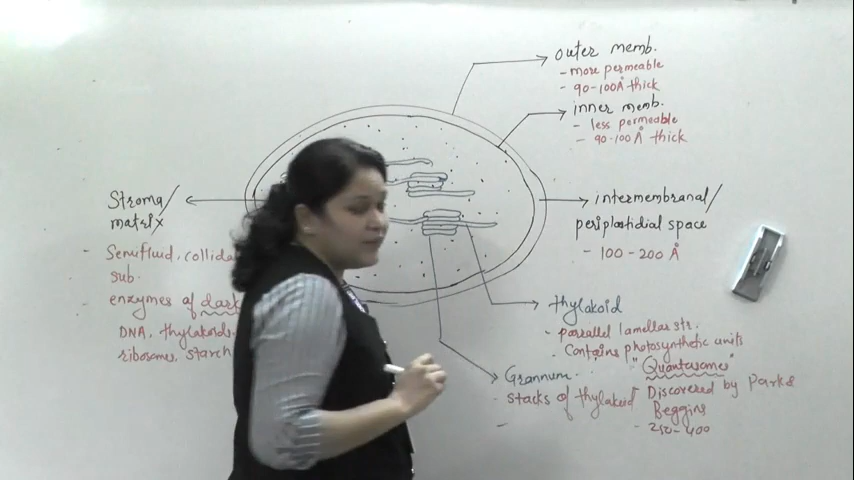 outer memb.
- more permeable
- 90-100Å thick
inner memb.
- less permeable
- 90-100 Å thick
Stroma/
matrix
- Semifluid, collida
sub.
- enzymes of dark
DNA, thylakoids,
ribosomes, starch
intermembranal/
periplastidial space
- 100-200 Å
thylakoid
- parallel lamellar str.
- Contains photosynthetic units
"Quantasomes"
- Discovered by Park &
Beggins
- 250-400
Grannum.
- stacks of thylakoid
-